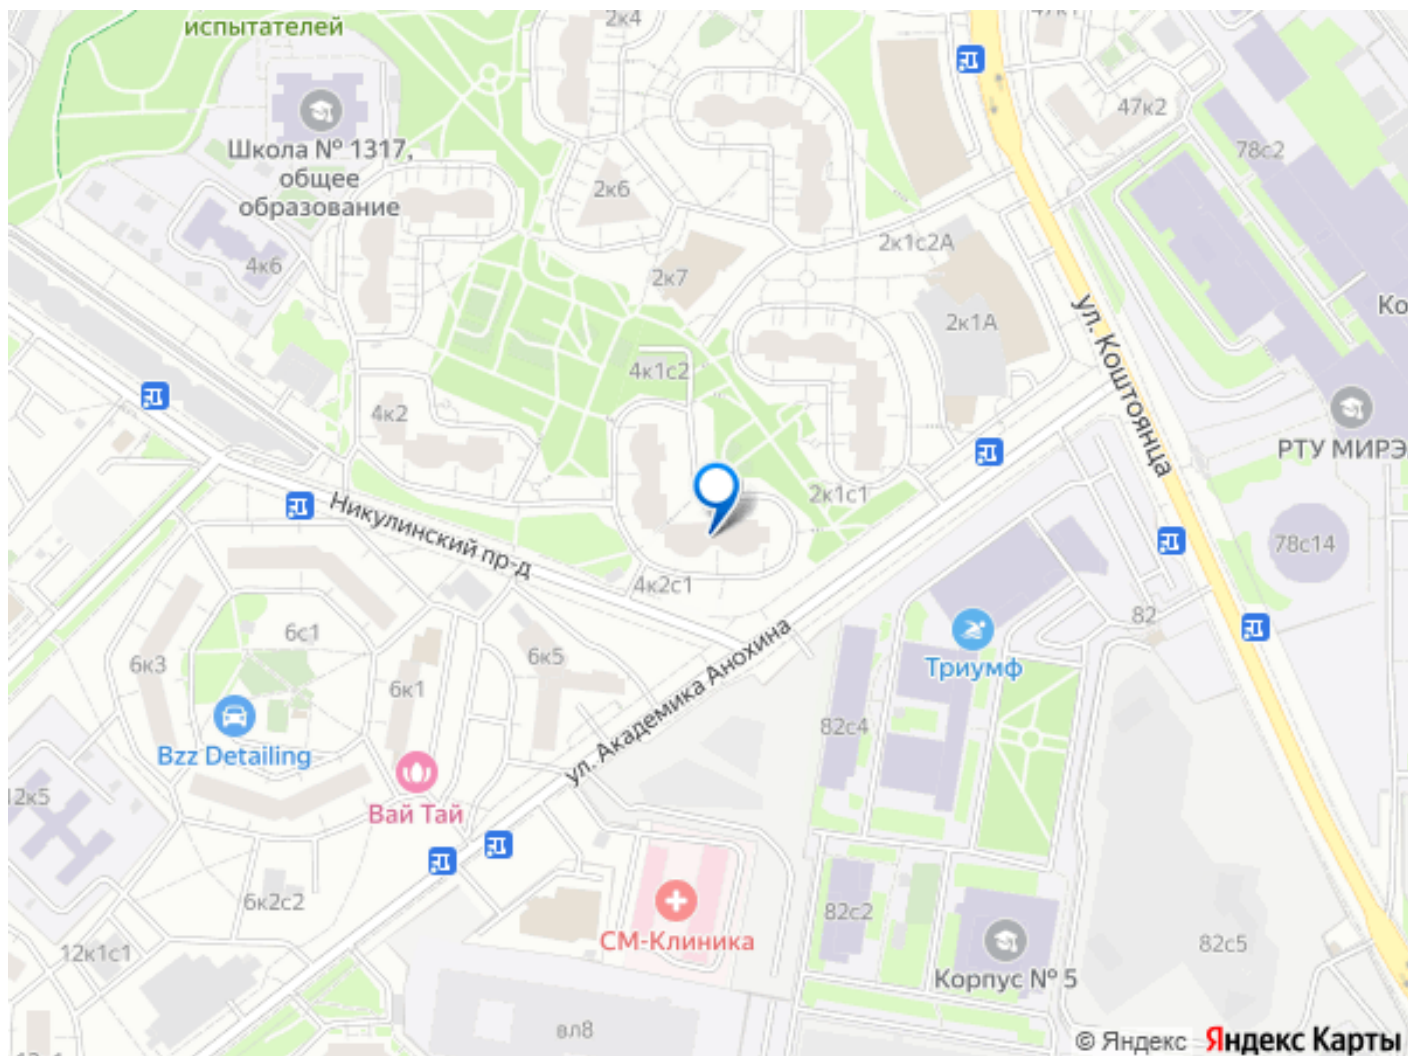 испытателей
2к4
47к1
47к2
78с2
Школа № 1317,
общее
образование
2к6
4к6
2к7
2к1с2А
2к1А
ул. Коштоянца
Ко
4к1с2
4к2
РТУ МИРЭ
2к1с1
Никулинский пр-д
78с14
4к2с1
82
6с1
6к3
6к5
6к1
ул. Академика Анохина
Триумф
82с4
Bzz Detailing
12к5
Вай Тай
6к2с2
82с2
СМ-Клиника
82с5
12к1с1
Корпус № 5
вл8
© Яндекс Яндекс Карты